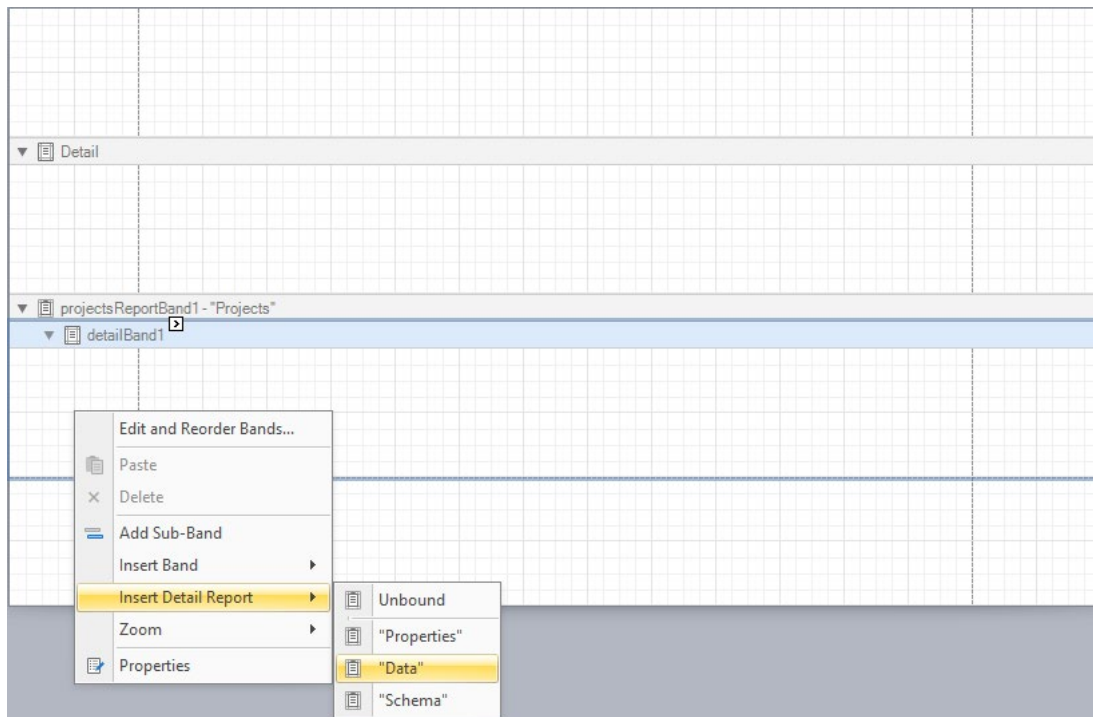 Detail
projectsReportBand1 - "Projects"
detailBand1
Edit and Reorder Bands...
Paste
Delete
Add Sub-Band
Insert Band
Insert Detail Report
Zoom
Properties
Unbound
"Properties"
"Data"
"Schema"